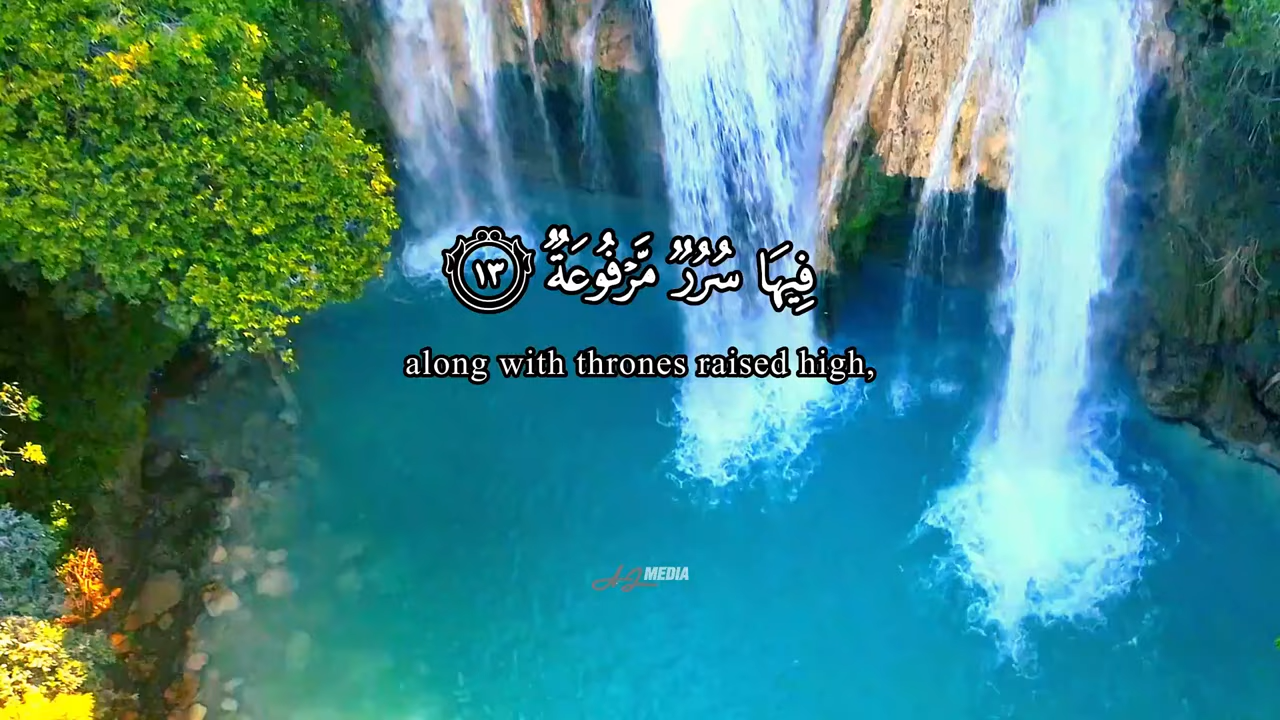 فِيهَا سُرُرٌ مَّرْفُوعَةٌ ١٣
along with thrones raised high,
A-J MEDIA